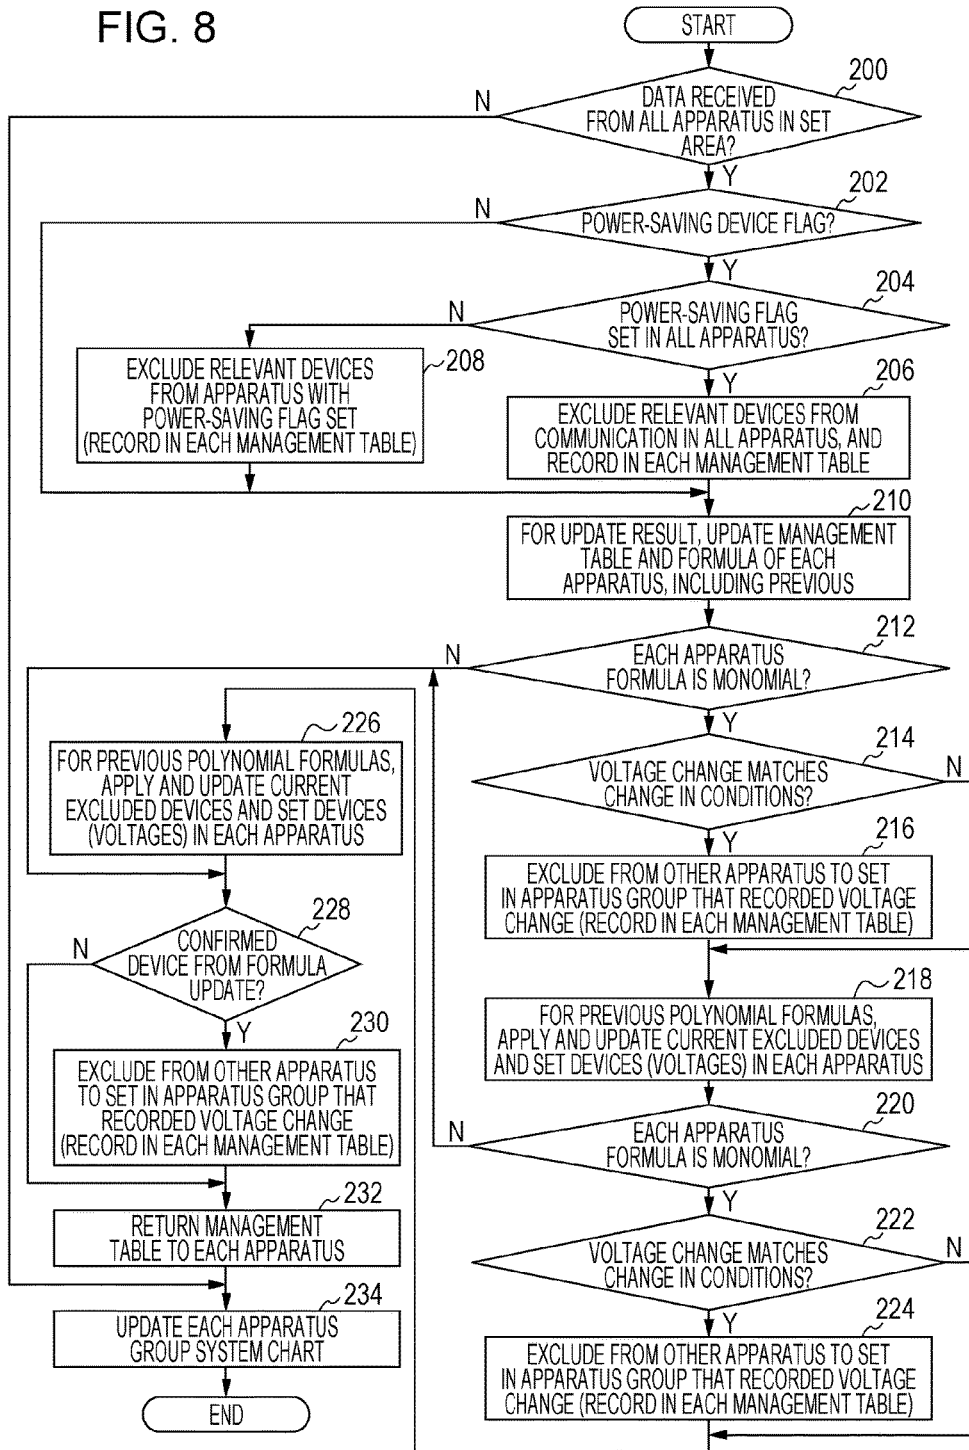 FIG. 8
START
200
DATA RECEIVED
FROM ALL APPARATUS IN SET
AREA?
N
Y
202
POWER-SAVING DEVICE FLAG?
N
Y
204
POWER-SAVING FLAG
SET IN ALL APPARATUS?
N
Y
208
EXCLUDE RELEVANT DEVICES
FROM APPARATUS WITH
POWER-SAVING FLAG SET
(RECORD IN EACH MANAGEMENT TABLE)
206
EXCLUDE RELEVANT DEVICES FROM
COMMUNICATION IN ALL APPARATUS, AND
RECORD IN EACH MANAGEMENT TABLE
210
FOR UPDATE RESULT, UPDATE MANAGEMENT
TABLE AND FORMULA OF EACH
APPARATUS, INCLUDING PREVIOUS
212
EACH APPARATUS
FORMULA IS MONOMIAL?
N
Y
214
VOLTAGE CHANGE MATCHES
CHANGE IN CONDITIONS?
N
Y
216
EXCLUDE FROM OTHER APPARATUS TO SET
IN APPARATUS GROUP THAT RECORDED VOLTAGE
CHANGE (RECORD IN EACH MANAGEMENT TABLE)
218
FOR PREVIOUS POLYNOMIAL FORMULAS,
APPLY AND UPDATE CURRENT EXCLUDED DEVICES
AND SET DEVICES (VOLTAGES) IN EACH APPARATUS
220
EACH APPARATUS
FORMULA IS MONOMIAL?
N
Y
222
VOLTAGE CHANGE MATCHES
CHANGE IN CONDITIONS?
N
Y
224
EXCLUDE FROM OTHER APPARATUS TO SET
IN APPARATUS GROUP THAT RECORDED VOLTAGE
CHANGE (RECORD IN EACH MANAGEMENT TABLE)
226
FOR PREVIOUS POLYNOMIAL FORMULAS,
APPLY AND UPDATE CURRENT
EXCLUDED DEVICES AND SET DEVICES
(VOLTAGES) IN EACH APPARATUS
228
CONFIRMED
DEVICE FROM FORMULA
UPDATE?
N
Y
230
EXCLUDE FROM OTHER APPARATUS
TO SET IN APPARATUS GROUP THAT
RECORDED VOLTAGE CHANGE
(RECORD IN EACH MANAGEMENT TABLE)
232
RETURN MANAGEMENT
TABLE TO EACH APPARATUS
234
UPDATE EACH APPARATUS
GROUP SYSTEM CHART
END